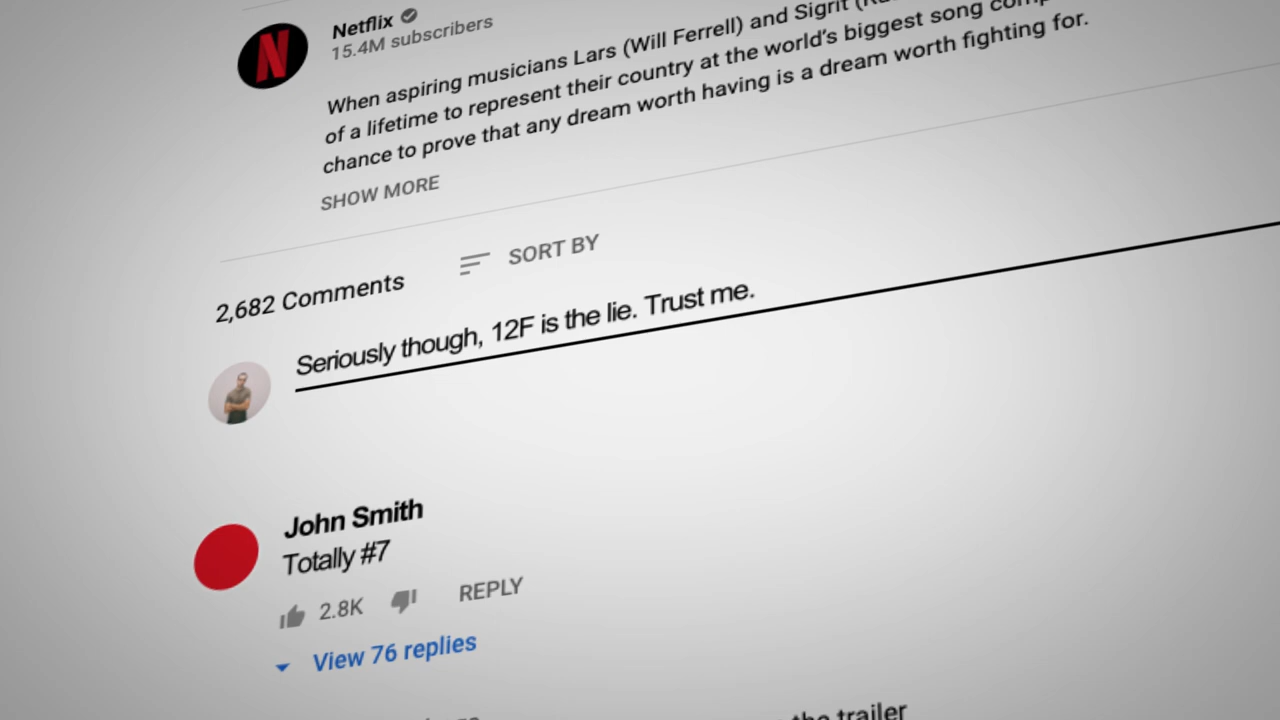 Netflix
15.4M subscribers
When aspiring musicians Lars (Will Ferrell) and Sigrit
of a lifetime to represent their country at the world's biggest song
chance to prove that any dream worth having is a dream worth fighting for.
SHOW MORE
2,682 Comments
SORT BY
Seriously though, 12F is the lie. Trust me.
John Smith
Totally #7
2.8K
REPLY
View 76 replies
the trailer